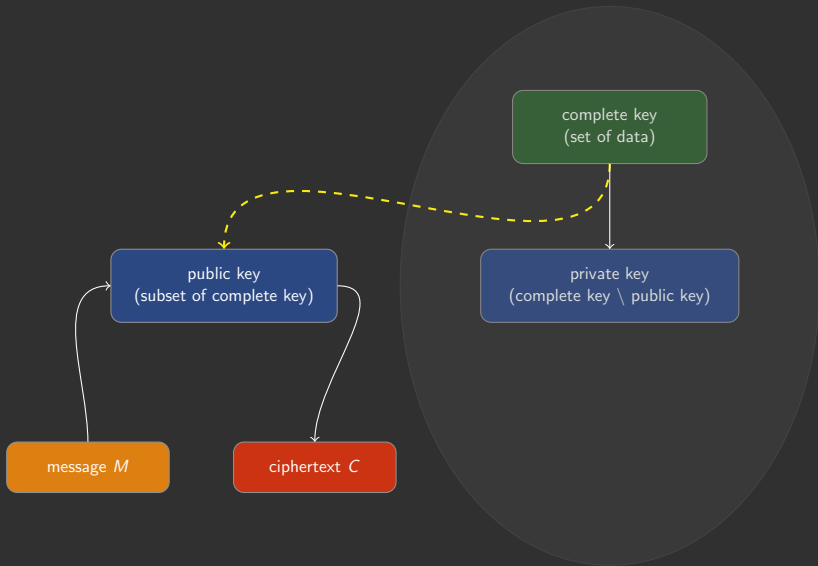 complete key
(set of data)
public key
(subset of complete key)
private key
(complete key \ public key)
message M
ciphertext C